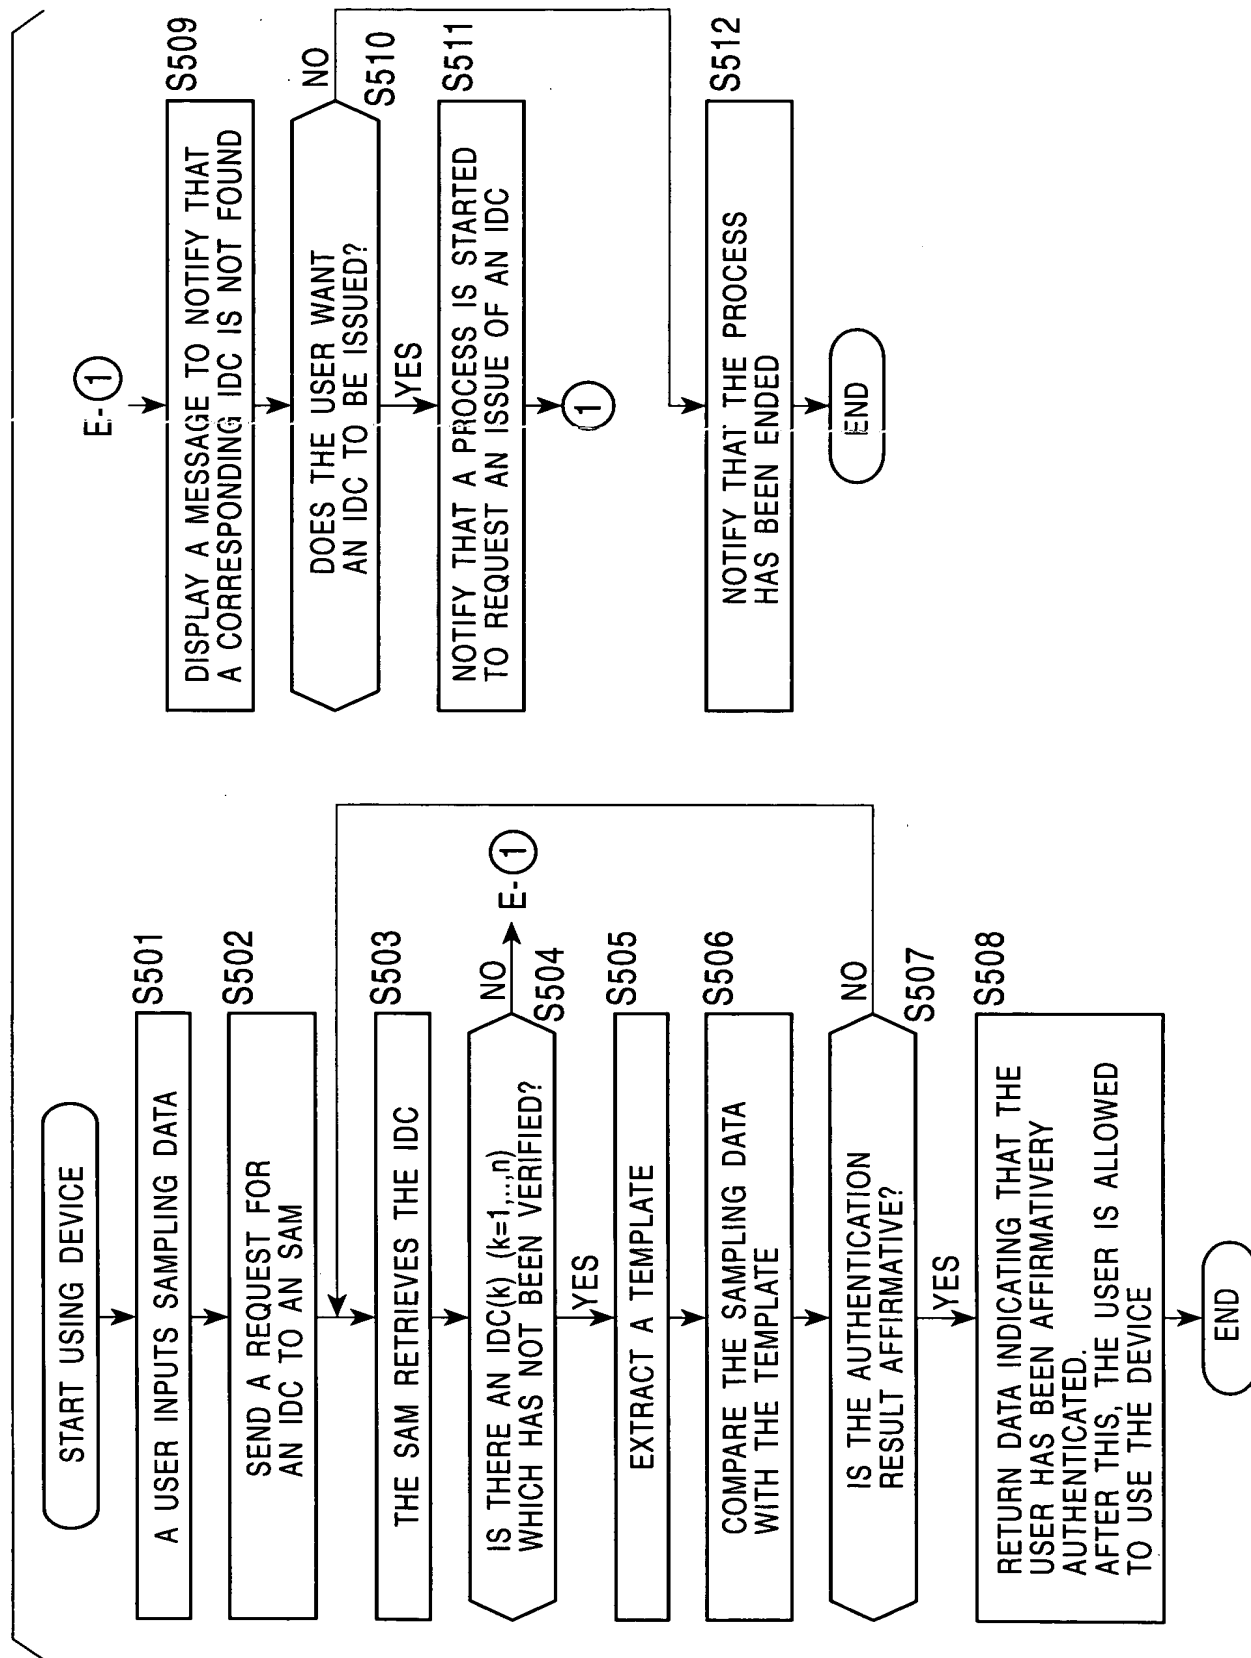 START USING DEVICE
A USER INPUTS SAMPLING DATA
S501
SEND A REQUEST FOR
AN IDC TO AN SAM
S502
THE SAM RETRIEVES THE IDC
S503
IS THERE AN IDC(k) (k=1,...,n)
WHICH HAS NOT BEEN VERIFIED?
NO
E-1
S504
YES
EXTRACT A TEMPLATE
S505
COMPARE THE SAMPLING DATA
WITH THE TEMPLATE
S506
IS THE AUTHENTICATION
RESULT AFFIRMATIVE?
NO
S507
YES
RETURN DATA INDICATING THAT THE
USER HAS BEEN AFFIRMATIVERY
AUTHENTICATED.
AFTER THIS, THE USER IS ALLOWED
TO USE THE DEVICE
S508
END
E-1
DISPLAY A MESSAGE TO NOTIFY THAT
A CORRESPONDING IDC IS NOT FOUND
S509
DOES THE USER WANT
AN IDC TO BE ISSUED?
NO
S510
YES
NOTIFY THAT A PROCESS IS STARTED
TO REQUEST AN ISSUE OF AN IDC
S511
1
NOTIFY THAT THE PROCESS
HAS BEEN ENDED
S512
END